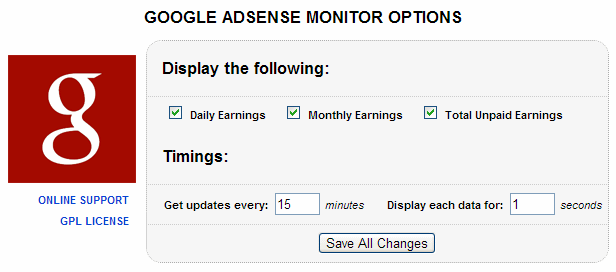 GOOGLE ADSENSE MONITOR OPTIONS
g
ONLINE SUPPORT
GPL LICENSE
Display the following:
Daily Earnings Monthly Earnings Total Unpaid Earnings
Timings:
Get updates every: 15 minutes Display each data for: 1 seconds
Save All Changes